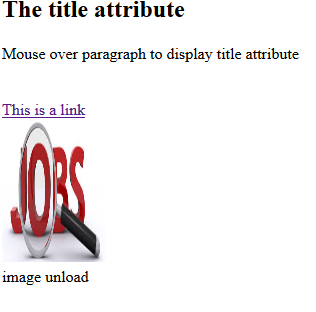 The title attribute
Mouse over paragraph to display title attribute
This is a link
JOBS
image unload